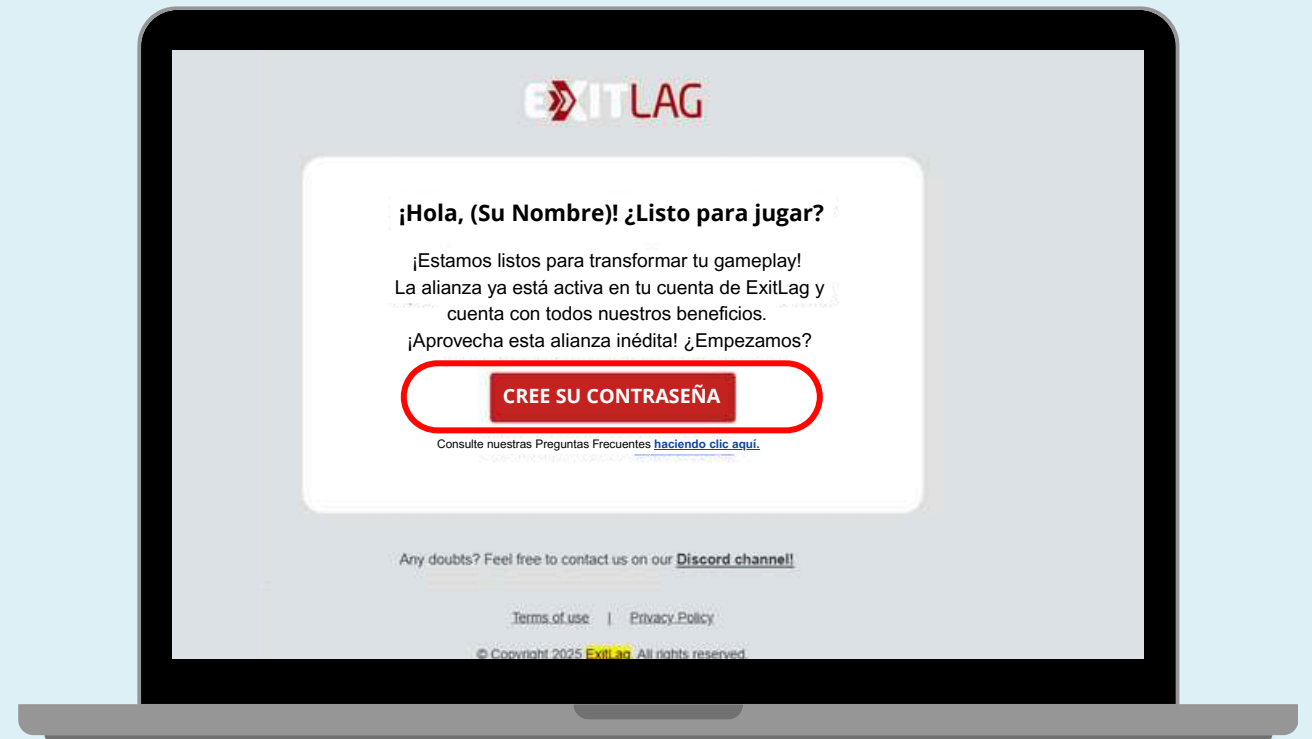 EXITLAG
¡Hola, (Su Nombre)! ¿Listo para jugar?
¡Estamos listos para transformar tu gameplay!
La alianza ya está activa en tu cuenta de ExitLag y
cuenta con todos nuestros beneficios.
¡Aprovecha esta alianza inédita! ¿Empezamos?
CREE SU CONTRASEÑA
Consulte nuestras Preguntas Frecuentes haciendo clic aquí.
Any doubts? Feel free to contact us on our Discord channel!
Terms of use | Privacy Policy
© Copyright 2025 ExitLag. All rights reserved.